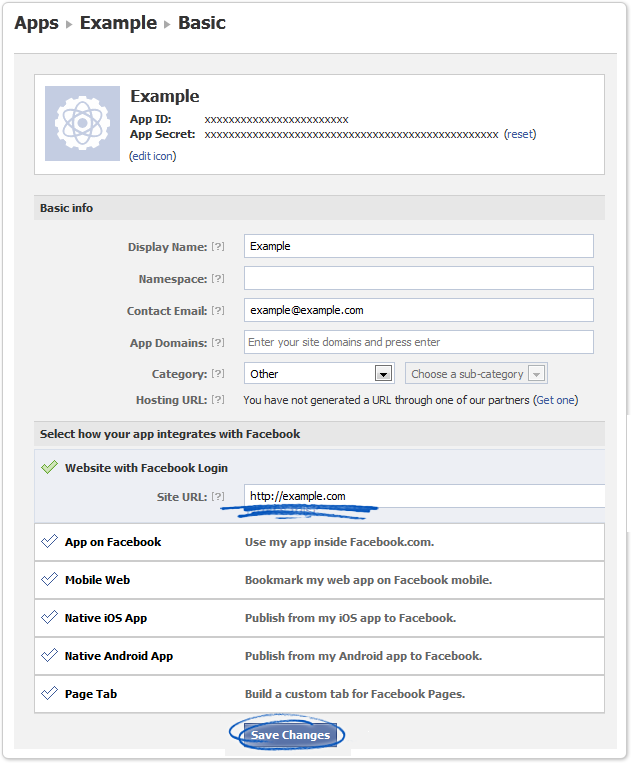 Apps ▸ Example ▸ Basic
Example
App ID: xxxxxxxxxxxxxxxxxxxxxxxx
App Secret: xxxxxxxxxxxxxxxxxxxxxxxxxxxxxxxxxxxxxxxxxxxxxxxxx (reset)
(edit icon)
Basic info
Display Name: [?] Example
Namespace: [?]
Contact Email: [?] example@example.com
App Domains: [?] Enter your site domains and press enter
Category: [?] Other Choose a sub-category
Hosting URL: [?] You have not generated a URL through one of our partners (Get one)
Select how your app integrates with Facebook
Website with Facebook Login
Site URL: [?] http://example.com
App on Facebook Use my app inside Facebook.com.
Mobile Web Bookmark my web app on Facebook mobile.
Native iOS App Publish from my iOS app to Facebook.
Native Android App Publish from my Android app to Facebook.
Page Tab Build a custom tab for Facebook Pages.
Save Changes